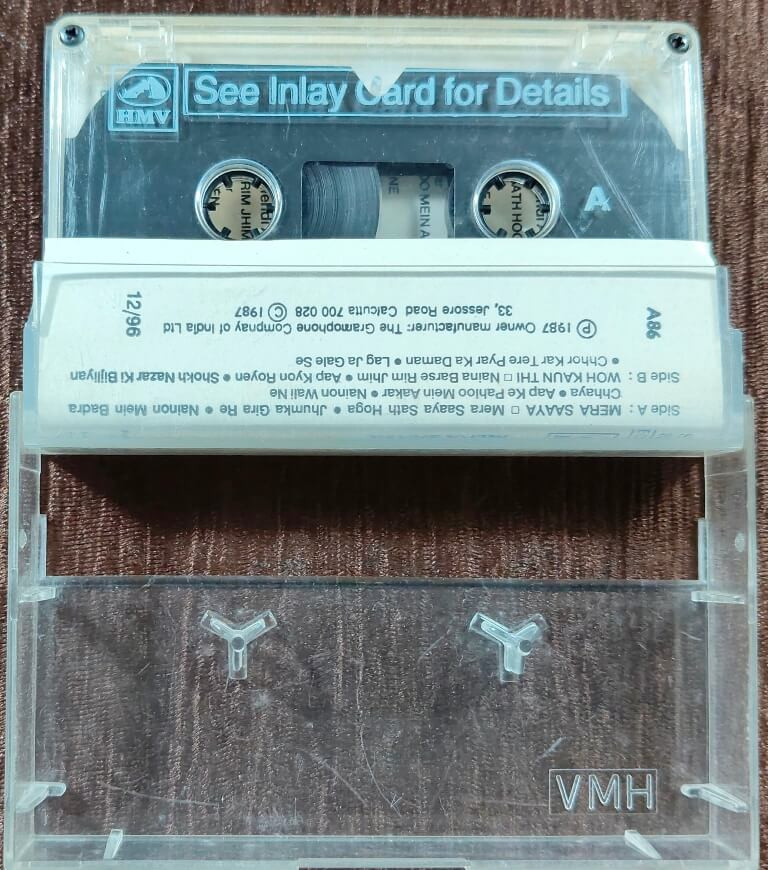 HMV
See Inlay Card for Details
A
Side A : MERA SAAYA □ Mera Saaya Sath Hoga ● Jhumka Gira Re ● Nainon Mein Badra
Chhaya ● Aap Ke Pahloo Mein Aakar ● Nainon Wali Ne
Side B : WOH KAUN THI □ Naina Barse Rim Jhim ● Aap Kyon Royen ● Shokh Nazar Ki Bijliyan
● Chhor Kar Tere Pyar Ka Daman ● Lag Ja Gale Se
A86
Ⓟ 1987 Owner manufacturer: The Gramophone Compnay of India Ltd
33, Jessore Road Calcutta 700 028 © 1987
12/96
HMV